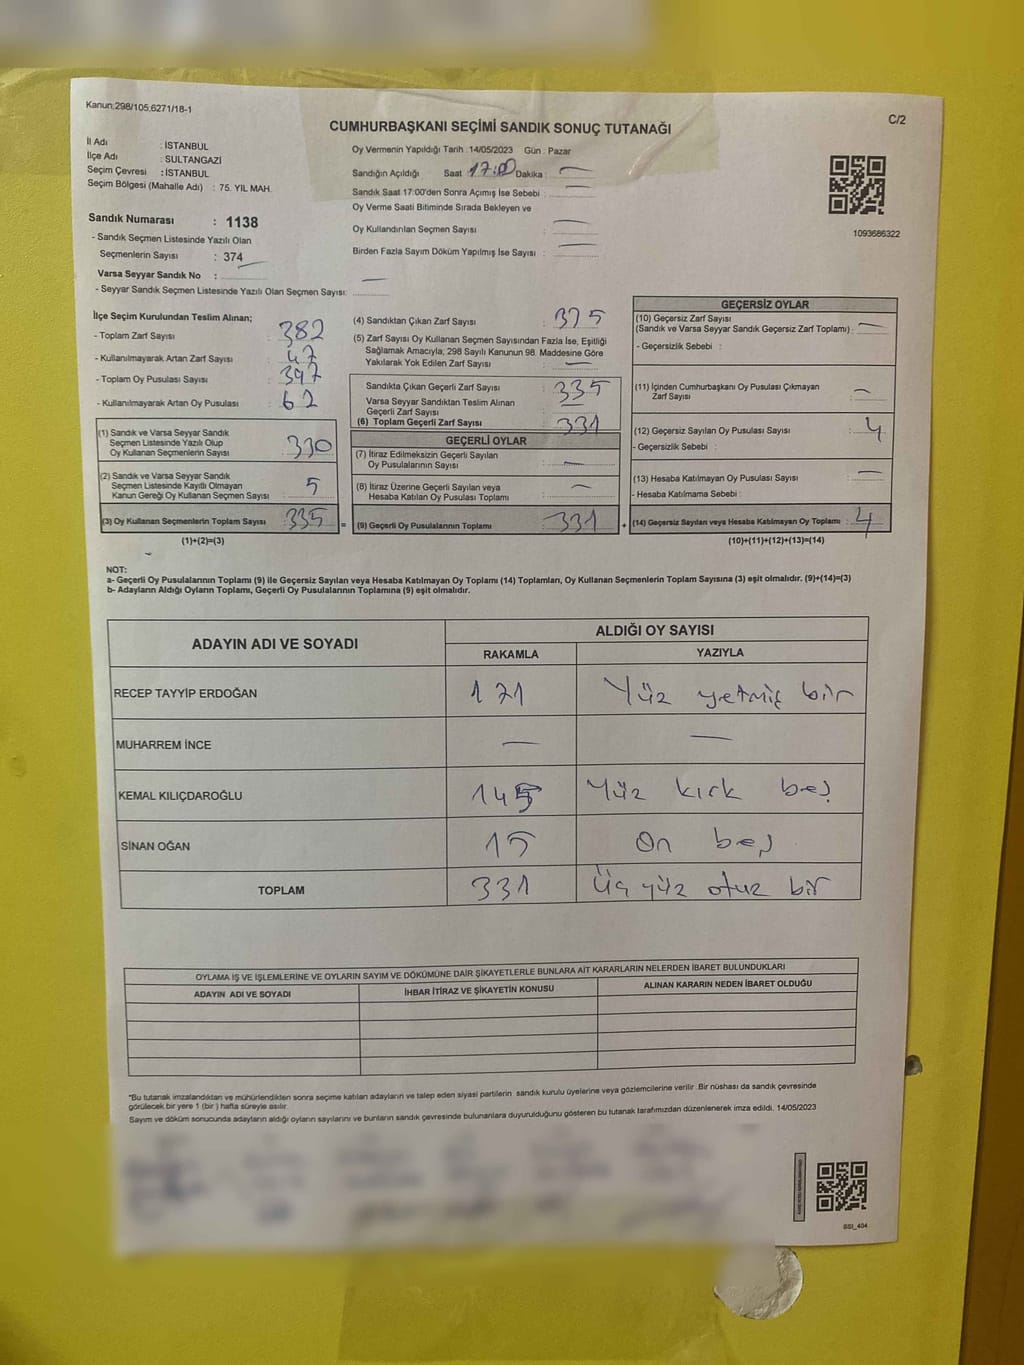 Kanun:298/105,6271/18-1
C/2
CUMHURBAŞKANI SEÇİMİ SANDIK SONUÇ TUTANAĞI
İl Adı : İSTANBUL
İlçe Adı : SULTANGAZİ
Seçim Çevresi : İSTANBUL
Seçim Bölgesi (Mahalle Adı) : 75. YIL MAH.
Sandık Numarası : 1138
- Sandık Seçmen Listesinde Yazılı Olan
Seçmenlerin Sayısı : 374
Varsa Seyyar Sandık No :
- Seyyar Sandık Seçmen Listesinde Yazılı Olan Seçmen Sayısı: —
Oy Vermenin Yapıldığı Tarih : 14/05/2023 Gün : Pazar
Sandığın Açıldığı Saat 17:00 Dakika : —
Sandık Saat 17:00'den Sonra Açımış İse Sebebi : —
Oy Verme Saati Bitiminde Sırada Bekleyen ve
Oy Kullandırılan Seçmen Sayısı : —
Birden Fazla Sayım Döküm Yapılmış İse Sayısı : —
1093686322
İlçe Seçim Kurulundan Teslim Alınan;
- Toplam Zarf Sayısı : 382
- Kullanılmayarak Artan Zarf Sayısı : 47
- Toplam Oy Pusulası Sayısı : 397
- Kullanılmayarak Artan Oy Pusulası : 62
(1) Sandık ve Varsa Seyyar Sandık
Seçmen Listesinde Yazılı Olup
Oy Kullanan Seçmenlerin Sayısı : 330
(2) Sandık ve Varsa Seyyar Sandık
Seçmen Listesinde Kayıtlı Olmayan
Kanun Gereği Oy Kullanan Seçmen Sayısı : 5
(3) Oy Kullanan Seçmenlerin Toplam Sayısı : 335 =
(1)+(2)=(3)
(4) Sandıktan Çıkan Zarf Sayısı : 375
(5) Zarf Sayısı Oy Kullanan Seçmen Sayısından Fazla İse, Eşitliği
Sağlamak Amacıyla, 298 Sayılı Kanunun 98. Maddesine Göre
Yakılarak Yok Edilen Zarf Sayısı : —
Sandıkta Çıkan Geçerli Zarf Sayısı : 335
Varsa Seyyar Sandıktan Teslim Alınan
Geçerli Zarf Sayısı : —
(6) Toplam Geçerli Zarf Sayısı : 331
GEÇERLİ OYLAR
(7) İtiraz Edilmeksizin Geçerli Sayılan
Oy Pusulalarının Sayısı : —
(8) İtiraz Üzerine Geçerli Sayılan veya
Hesaba Katılan Oy Pusulası Toplamı : —
(9) Geçerli Oy Pusulalarının Toplamı : 331 +
GEÇERSİZ OYLAR
(10) Geçersiz Zarf Sayısı
(Sandık ve Varsa Seyyar Sandık Geçersiz Zarf Toplamı) : —
- Geçersizlik Sebebi :
(11) İçinden Cumhurbaşkanı Oy Pusulası Çıkmayan
Zarf Sayısı : —
(12) Geçersiz Sayılan Oy Pusulası Sayısı : 4
- Geçersizlik Sebebi :
(13) Hesaba Katılmayan Oy Pusulası Sayısı : —
- Hesaba Katılmama Sebebi :
(14) Geçersiz Sayılan veya Hesaba Katılmayan Oy Toplamı : 4
(10)+(11)+(12)+(13)=(14)
NOT:
a- Geçerli Oy Pusulalarının Toplamı (9) ile Geçersiz Sayılan veya Hesaba Katılmayan Oy Toplamı (14) Toplamları, Oy Kullanan Seçmenlerin Toplam Sayısına (3) eşit olmalıdır. (9)+(14)=(3)
b- Adayların Aldığı Oyların Toplamı, Geçerli Oy Pusulalarının Toplamına (9) eşit olmalıdır.
ADAYIN ADI VE SOYADI
ALDIĞI OY SAYISI
RAKAMLA YAZIYLA
RECEP TAYYİP ERDOĞAN 171 Yüz yetmiş bir
MUHARREM İNCE — —
KEMAL KILIÇDAROĞLU 145 Yüz kırk beş
SİNAN OĞAN 15 On beş
TOPLAM 331 Üç yüz otuz bir
OYLAMA İŞ VE İŞLEMLERİNE VE OYLARIN SAYIM VE DÖKÜMÜNE DAİR ŞİKAYETLERLE BUNLARA AİT KARARLARIN NELERDEN İBARET BULUNDUKLARI
ADAYIN ADI VE SOYADI İHBAR İTİRAZ VE ŞİKAYETİN KONUSU ALINAN KARARIN NEDEN İBARET OLDUĞU
*Bu tutanak imzalandıktan ve mühürlendikten sonra seçime katılan adayların ve talep eden siyasi partilerin sandık kurulu üyelerine veya gözlemcilerine verilir. Bir nüshası da sandık çevresinde
görülecek bir yere 1 (bir ) hafta süreyle asılır.
Sayım ve döküm sonucunda adayların aldığı oyların sayılarını ve bunların sandık çevresinde bulunanlara duyurulduğunu gösteren bu tutanak tarafımızdan düzenlenerek imza edildi. 14/05/2023
SSI_404